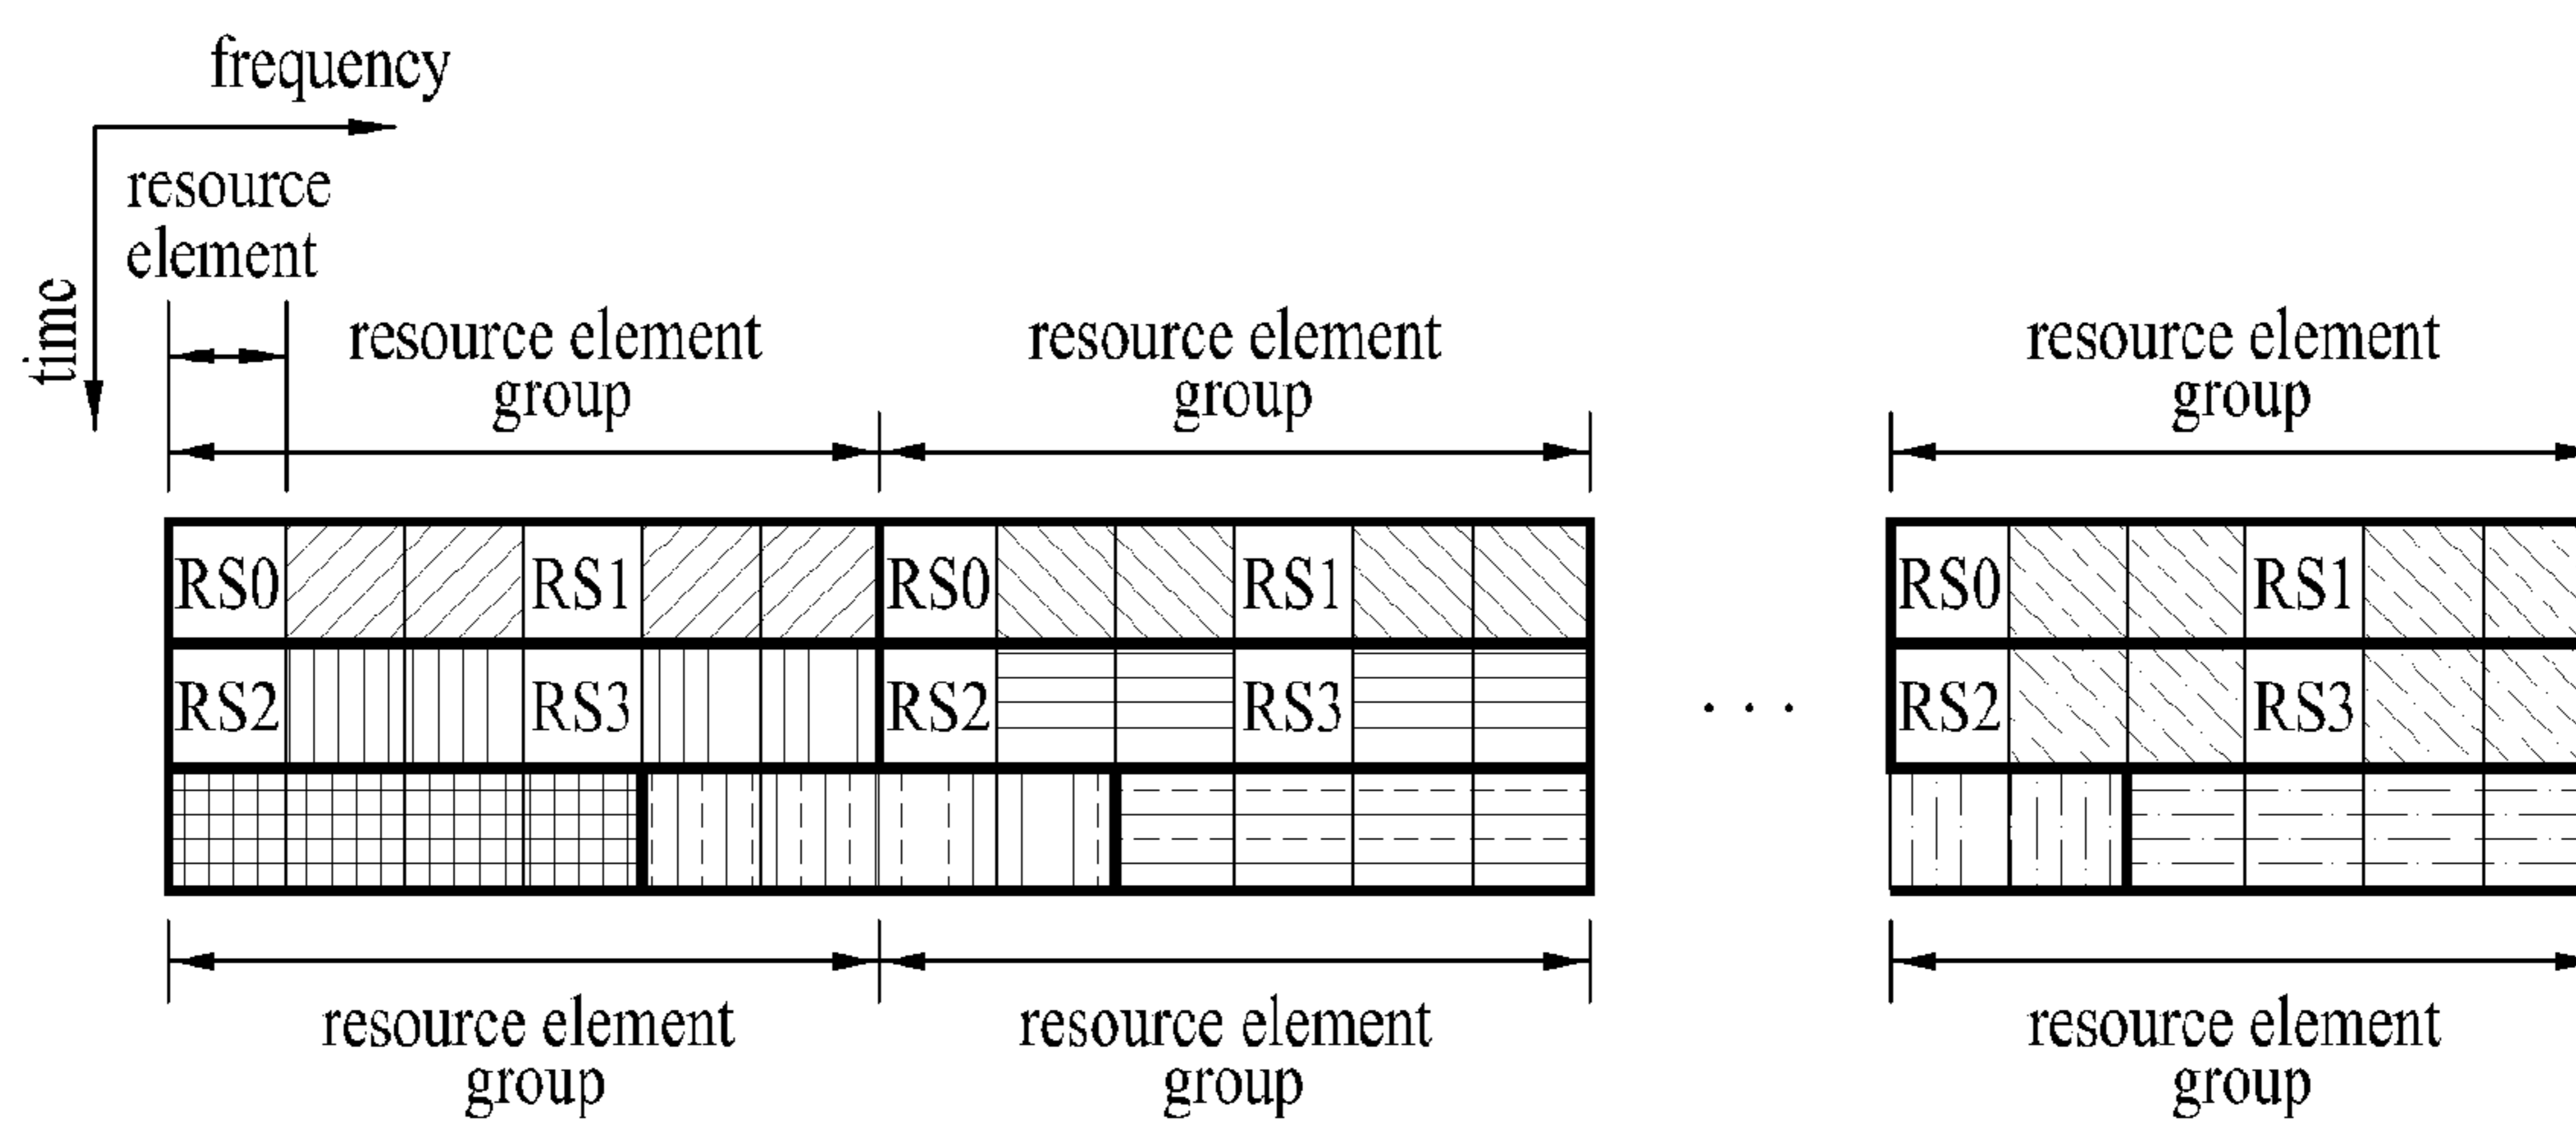 frequency
resource
element
time
resource element
group
resource element
group
resource element
group
RS0 RS1 RS0 RS1 RS0 RS1
RS2 RS3 RS2 RS3 . . . RS2 RS3
resource element
group
resource element
group
resource element
group